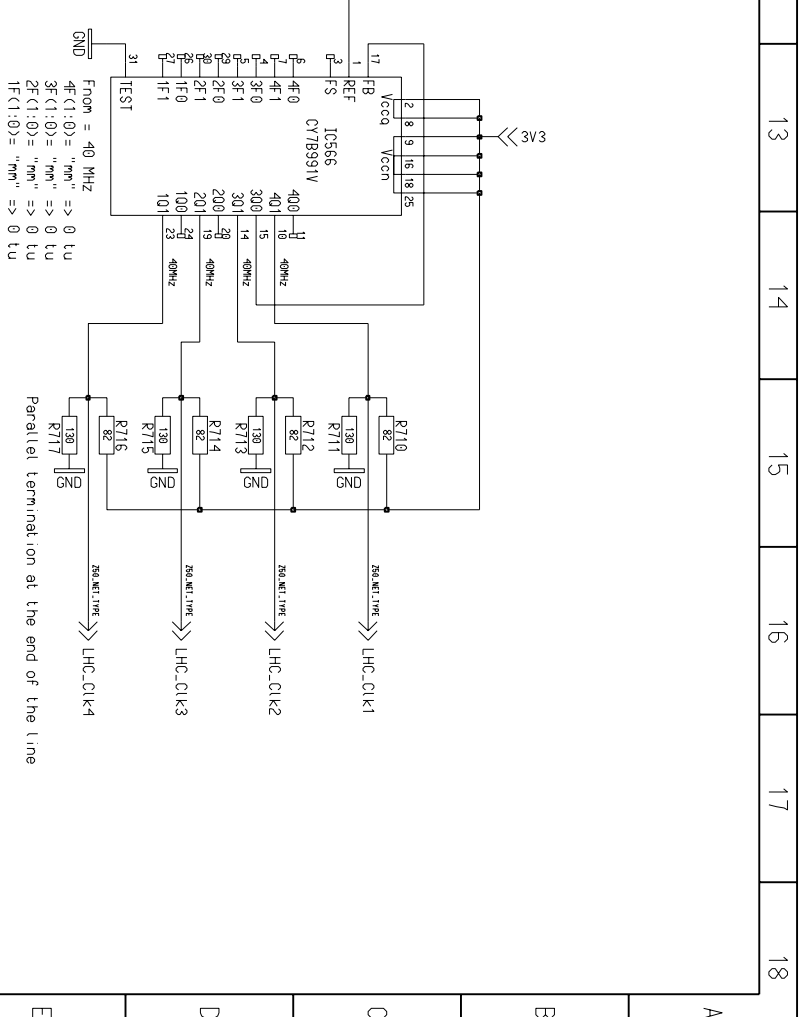 13
14
15
16
17
18
A
B
C
D
E
3V3
GND
31
27
26
30
29
5
4
7
6
3
1
17
TEST
1F1
1F0
2F1
2F0
3F1
3F0
4F1
4F0
FS
REF
FB
Vccq
Vccn
2
8
9
16
18
25
IC566
CY7B991V
1Q1
1Q0
2Q1
2Q0
3Q1
3Q0
4Q1
4Q0
23
24
19
20
14
15
10
11
40MHz
40MHz
40MHz
40MHz
Fnom = 40 MHz
4F(1:0)= "mm" => 0 tu
3F(1:0)= "mm" => 0 tu
2F(1:0)= "mm" => 0 tu
1F(1:0)= "mm" => 0 tu
R710
82
130
R711
GND
R712
82
130
R713
GND
R714
82
130
R715
GND
R716
82
130
R717
GND
Z50_NET_TYPE
LHC_Clk1
Z50_NET_TYPE
LHC_Clk2
Z50_NET_TYPE
LHC_Clk3
Z50_NET_TYPE
LHC_Clk4
Parallel termination at the end of the line